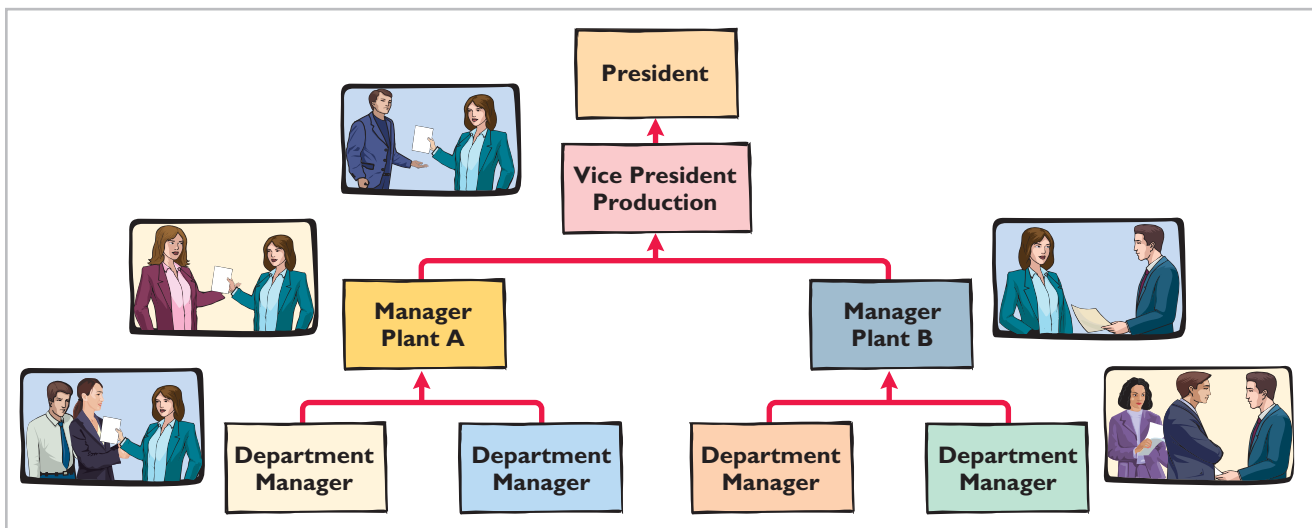 President
Vice President
Production
Manager
Plant A
Manager
Plant B
Department
Manager
Department
Manager
Department
Manager
Department
Manager